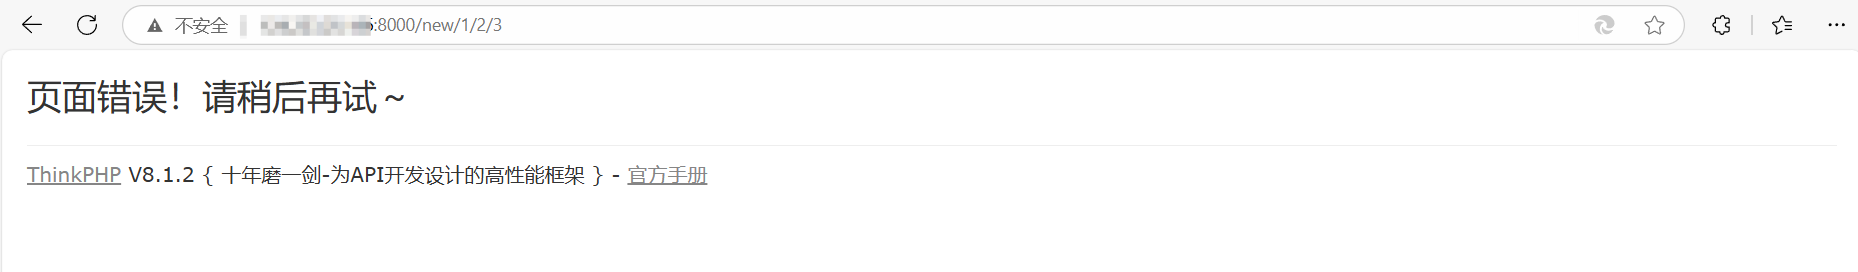 不安全 :8000/new/1/2/3
页面错误！请稍后再试～
ThinkPHP V8.1.2 { 十年磨一剑-为API开发设计的高性能框架 } - 官方手册